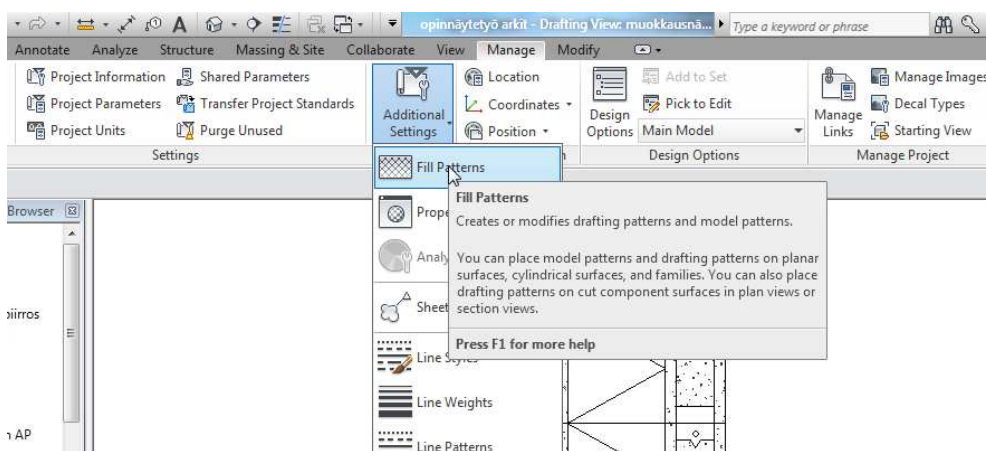 opinnäytetyö arkit - Drafting View: muokkausnä...
Type a keyword or phrase
Annotate Analyze Structure Massing & Site Collaborate View Manage Modify
Project Information
Shared Parameters
Project Parameters
Transfer Project Standards
Project Units
Purge Unused
Settings
Additional
Settings
Location
Coordinates
Position
Design
Options
Add to Set
Pick to Edit
Main Model
Design Options
Manage
Links
Manage Images
Decal Types
Starting View
Manage Project
Browser
Fill Patterns
Fill Patterns
Creates or modifies drafting patterns and model patterns.
You can place model patterns and drafting patterns on planar
surfaces, cylindrical surfaces, and families. You can also place
drafting patterns on cut component surfaces in plan views or
section views.
Press F1 for more help
Prope
Analy
Sheet
Line Styles
Line Weights
Line Patterns
piirros
AP